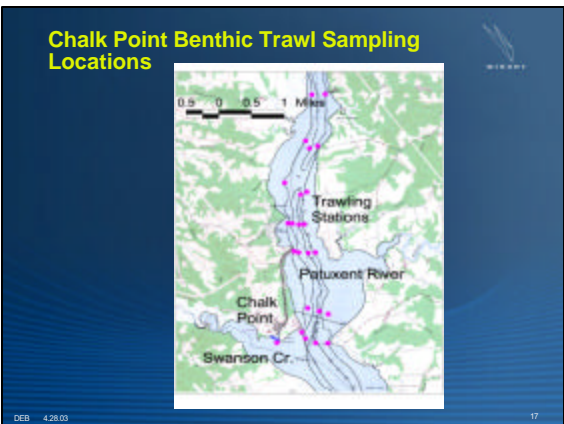 Chalk Point Benthic Trawl Sampling
Locations
MIRANT
0.5 0 0.5 1 Miles
Trawling
Stations
Patuxent River
Chalk
Point
Swanson Cr.
DEB 4.28.03
17